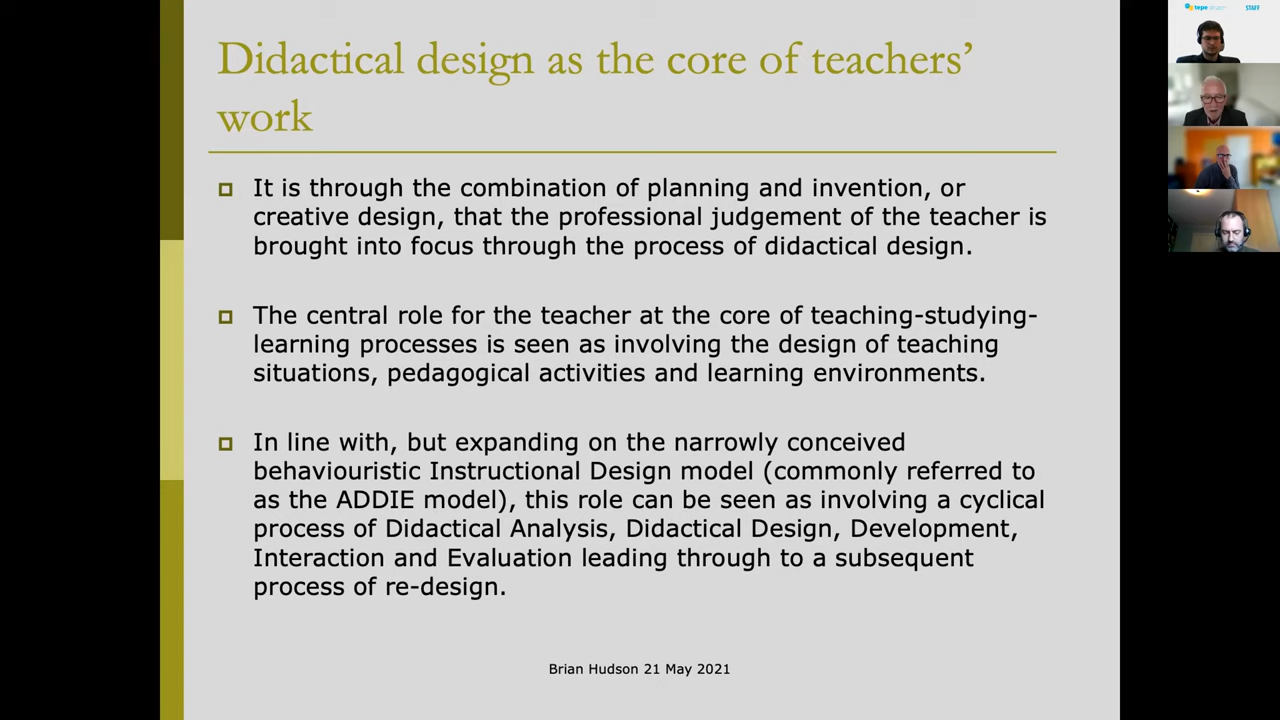 Didactical design as the core of teachers’
work
It is through the combination of planning and invention, or
creative design, that the professional judgement of the teacher is
brought into focus through the process of didactical design.
The central role for the teacher at the core of teaching-studying-
learning processes is seen as involving the design of teaching
situations, pedagogical activities and learning environments.
In line with, but expanding on the narrowly conceived
behaviouristic Instructional Design model (commonly referred to
as the ADDIE model), this role can be seen as involving a cyclical
process of Didactical Analysis, Didactical Design, Development,
Interaction and Evaluation leading through to a subsequent
process of re-design.
Brian Hudson 21 May 2021
tepe
STAFF